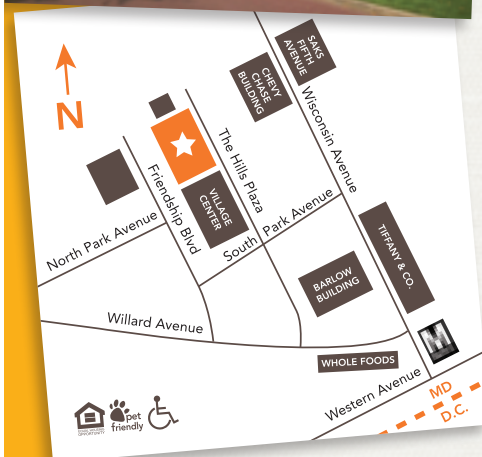 SAKS
FIFTH
AVENUE
CHEVY
CHASE
BUILDING
N
Wisconsin Avenue
The Hills Plaza
Friendship Blvd
VILLAGE
CENTER
North Park Avenue
South Park Avenue
TIFFANY & CO.
BARLOW
BUILDING
Willard Avenue
WHOLE FOODS
M
Western Avenue
MD
D.C.
pet
friendly